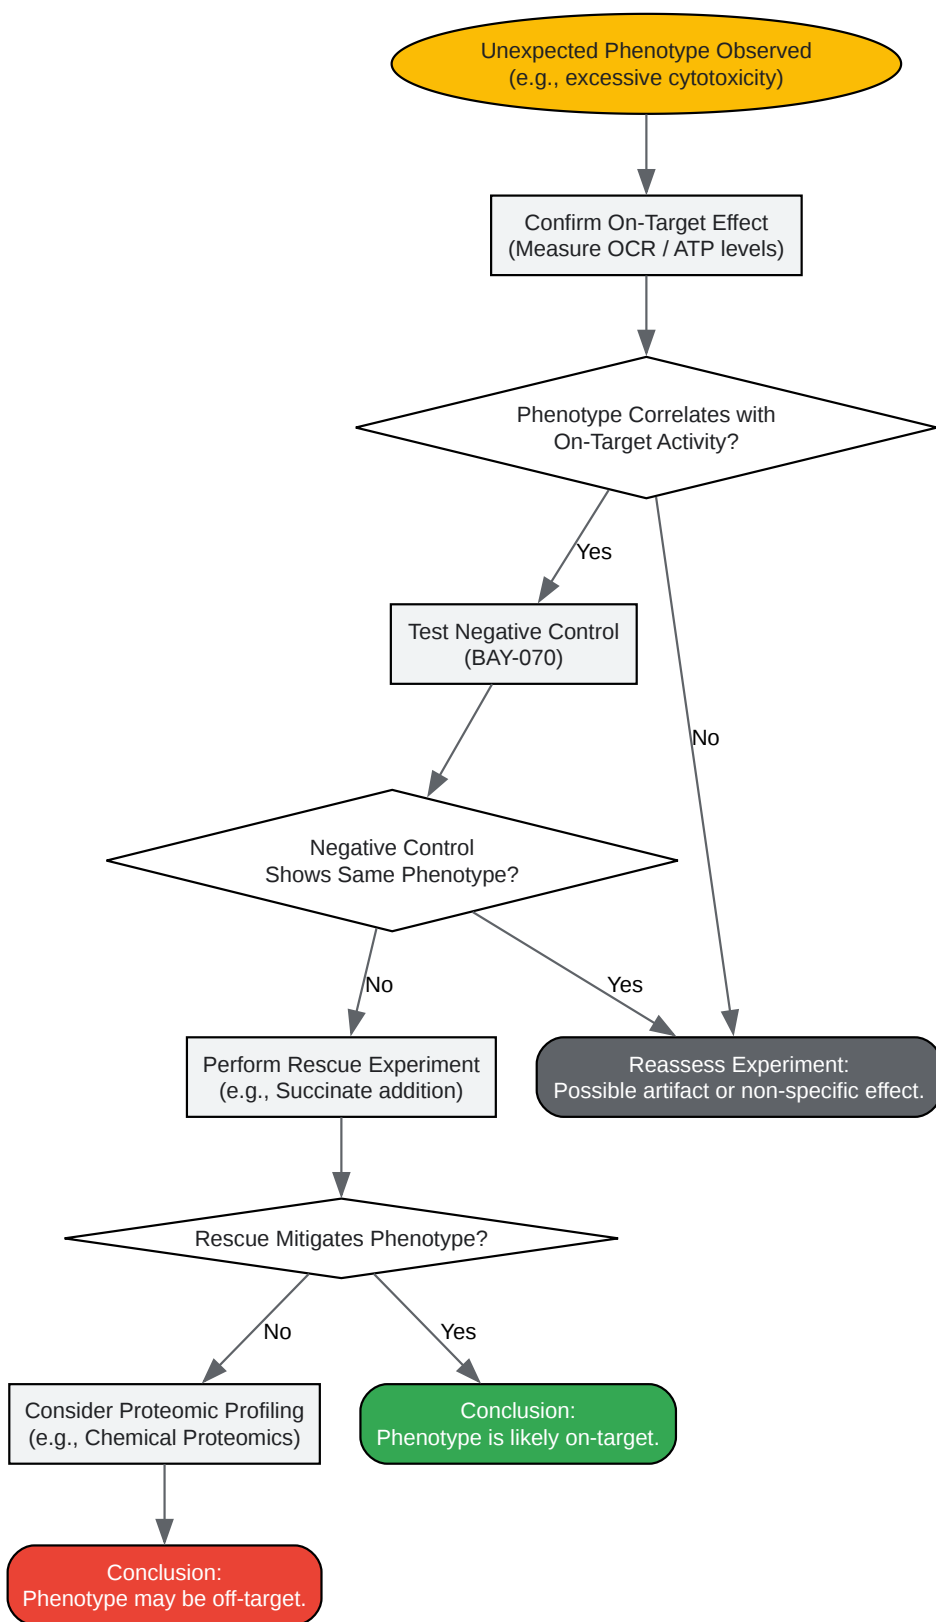 Unexpected Phenotype Observed
(e.g., excessive cytotoxicity)
Confirm On-Target Effect
(Measure OCR / ATP levels)
Phenotype Correlates with
On-Target Activity?
Yes
Test Negative Control
(BAY-070)
No
Negative Control
Shows Same Phenotype?
No
Yes
Perform Rescue Experiment
(e.g., Succinate addition)
Reassess Experiment:
Possible artifact or non-specific effect.
Rescue Mitigates Phenotype?
No
Yes
Consider Proteomic Profiling
(e.g., Chemical Proteomics)
Conclusion:
Phenotype is likely on-target.
Conclusion:
Phenotype may be off-target.